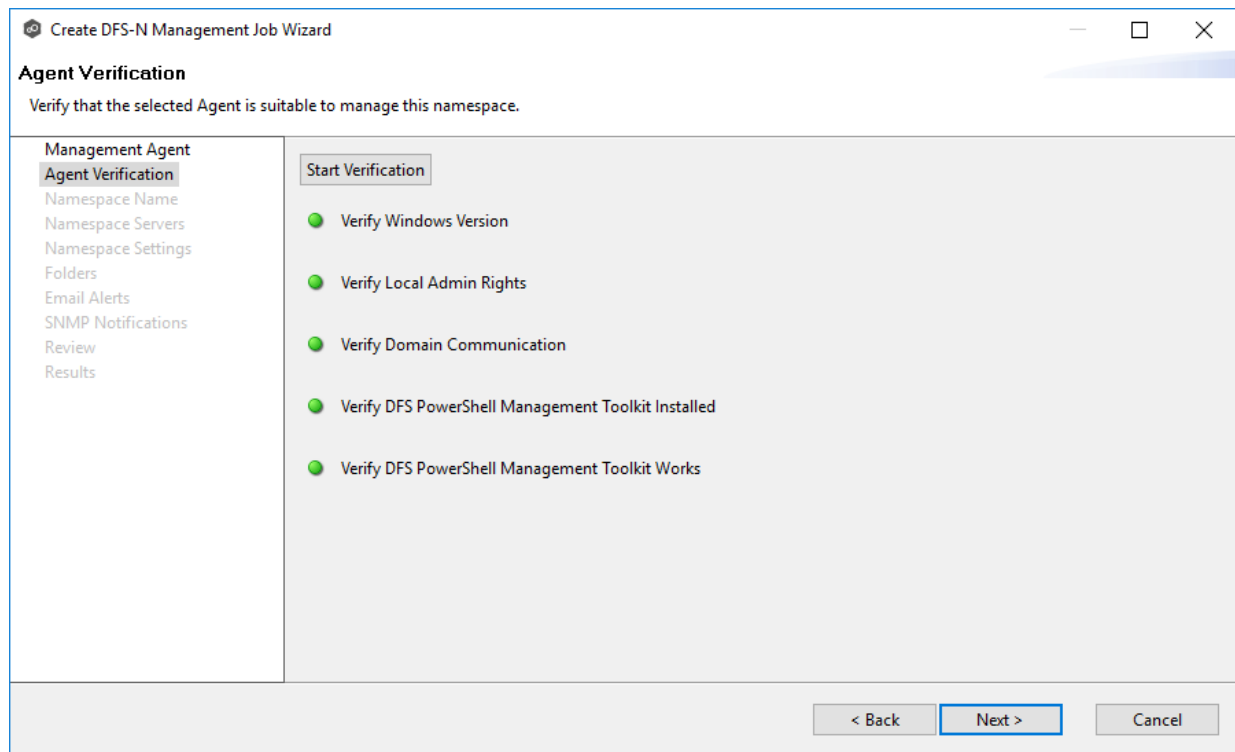 Create DFS-N Management Job Wizard
Agent Verification
Verify that the selected Agent is suitable to manage this namespace.
Management Agent
Agent Verification
Namespace Name
Namespace Servers
Namespace Settings
Folders
Email Alerts
SNMP Notifications
Review
Results
Start Verification
Verify Windows Version
Verify Local Admin Rights
Verify Domain Communication
Verify DFS PowerShell Management Toolkit Installed
Verify DFS PowerShell Management Toolkit Works
< Back
Next >
Cancel